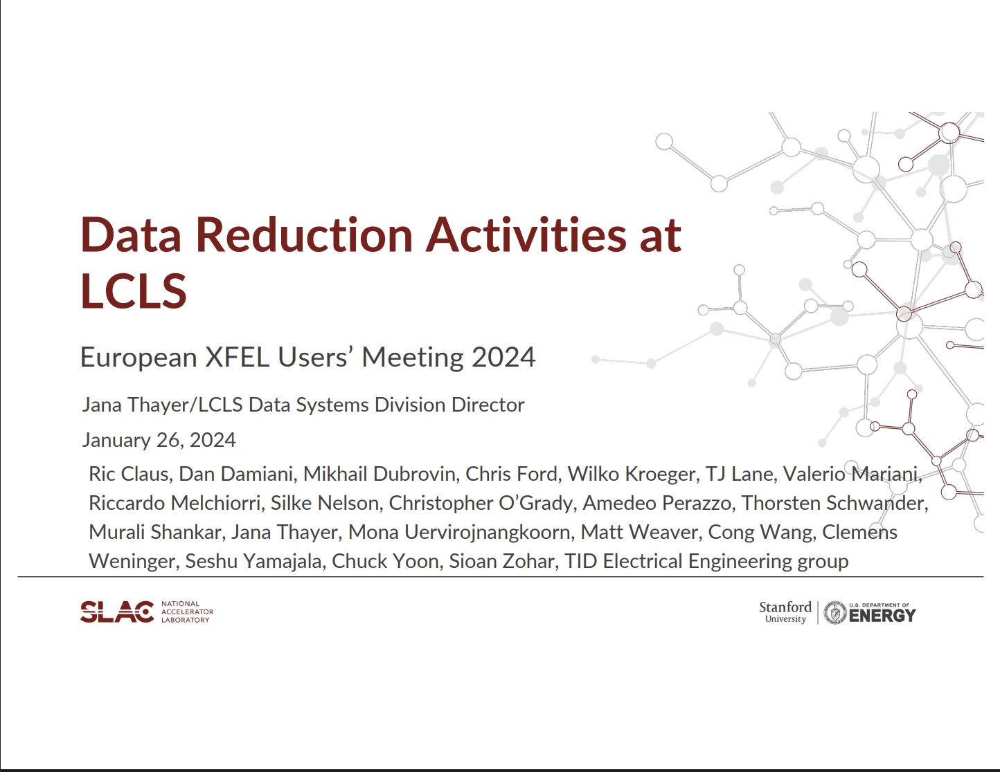 Data Reduction Activities at
LCLS
European XFEL Users’ Meeting 2024
Jana Thayer/LCLS Data Systems Division Director
January 26, 2024
Ric Claus, Dan Damiani, Mikhail Dubrovin, Chris Ford, Wilko Kroeger, TJ Lane, Valerio Mariani,
Riccardo Melchiorri, Silke Nelson, Christopher O’Grady, Amedeo Perazzo, Thorsten Schwander,
Murali Shankar, Jana Thayer, Mona Uervirojnangkoorn, Matt Weaver, Cong Wang, Clemens
Weninger, Seshu Yamajala, Chuck Yoon, Sioan Zohar, TID Electrical Engineering group
SLAC
NATIONAL
ACCELERATOR
LABORATORY
Stanford
University
U.S. DEPARTMENT OF
ENERGY